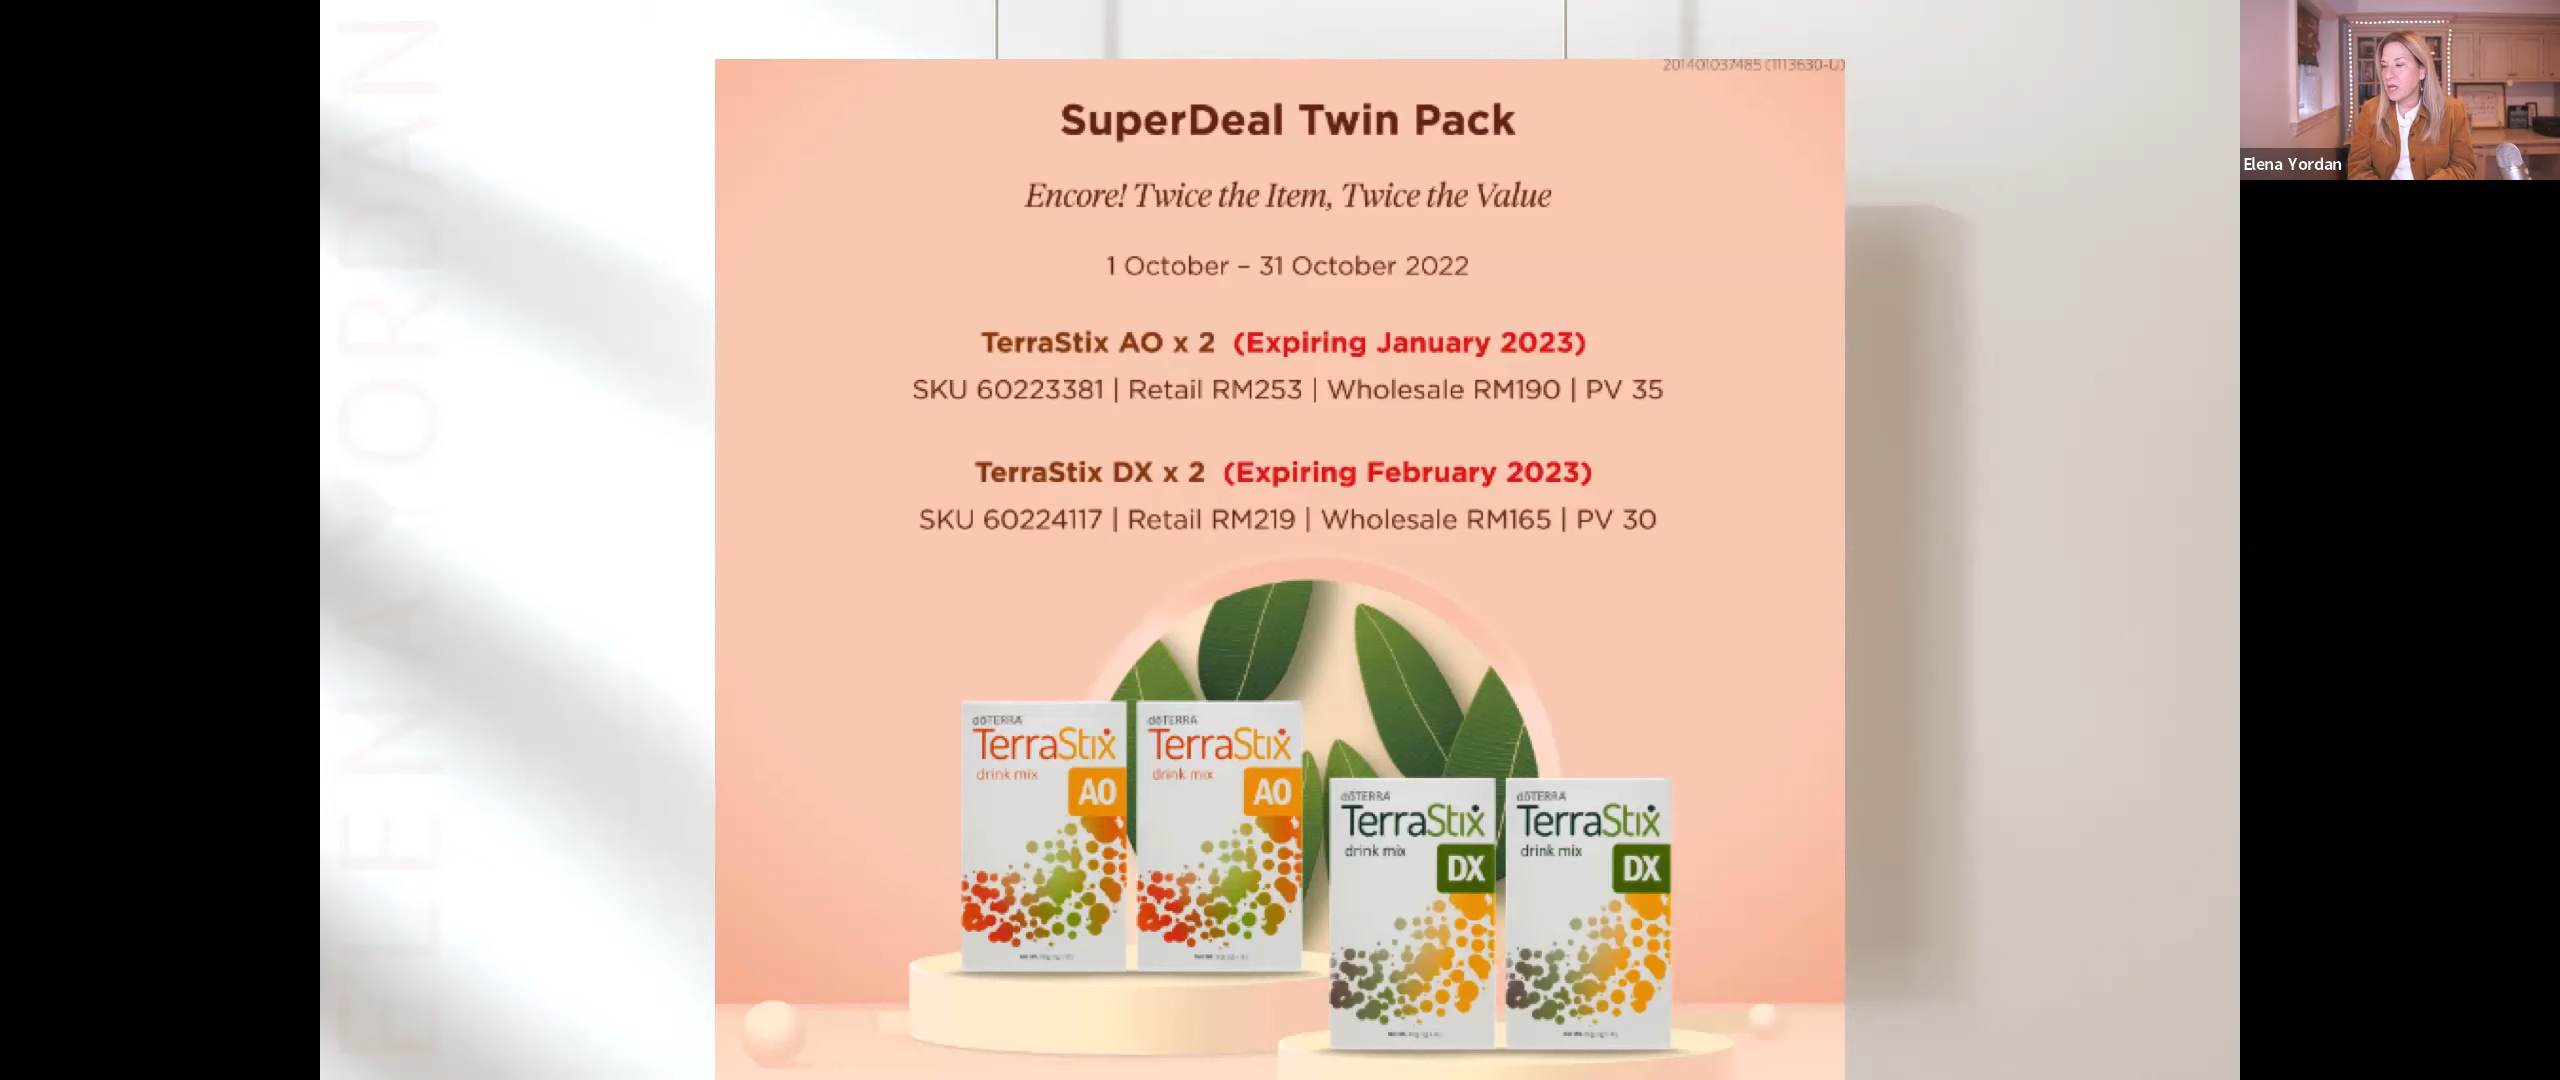 201401037485 (1113630-U)
SuperDeal Twin Pack
Encore! Twice the Item, Twice the Value
1 October – 31 October 2022
TerraStix AO x 2 (Expiring January 2023)
SKU 60223381 | Retail RM253 | Wholesale RM190 | PV 35
TerraStix DX x 2 (Expiring February 2023)
SKU 60224117 | Retail RM219 | Wholesale RM165 | PV 30
dōTERRA
TerraStix
drink mix
AO
dōTERRA
TerraStix
drink mix
AO
dōTERRA
TerraStix
drink mix
DX
dōTERRA
TerraStix
drink mix
DX
ELENA YORDAN
Elena Yordan